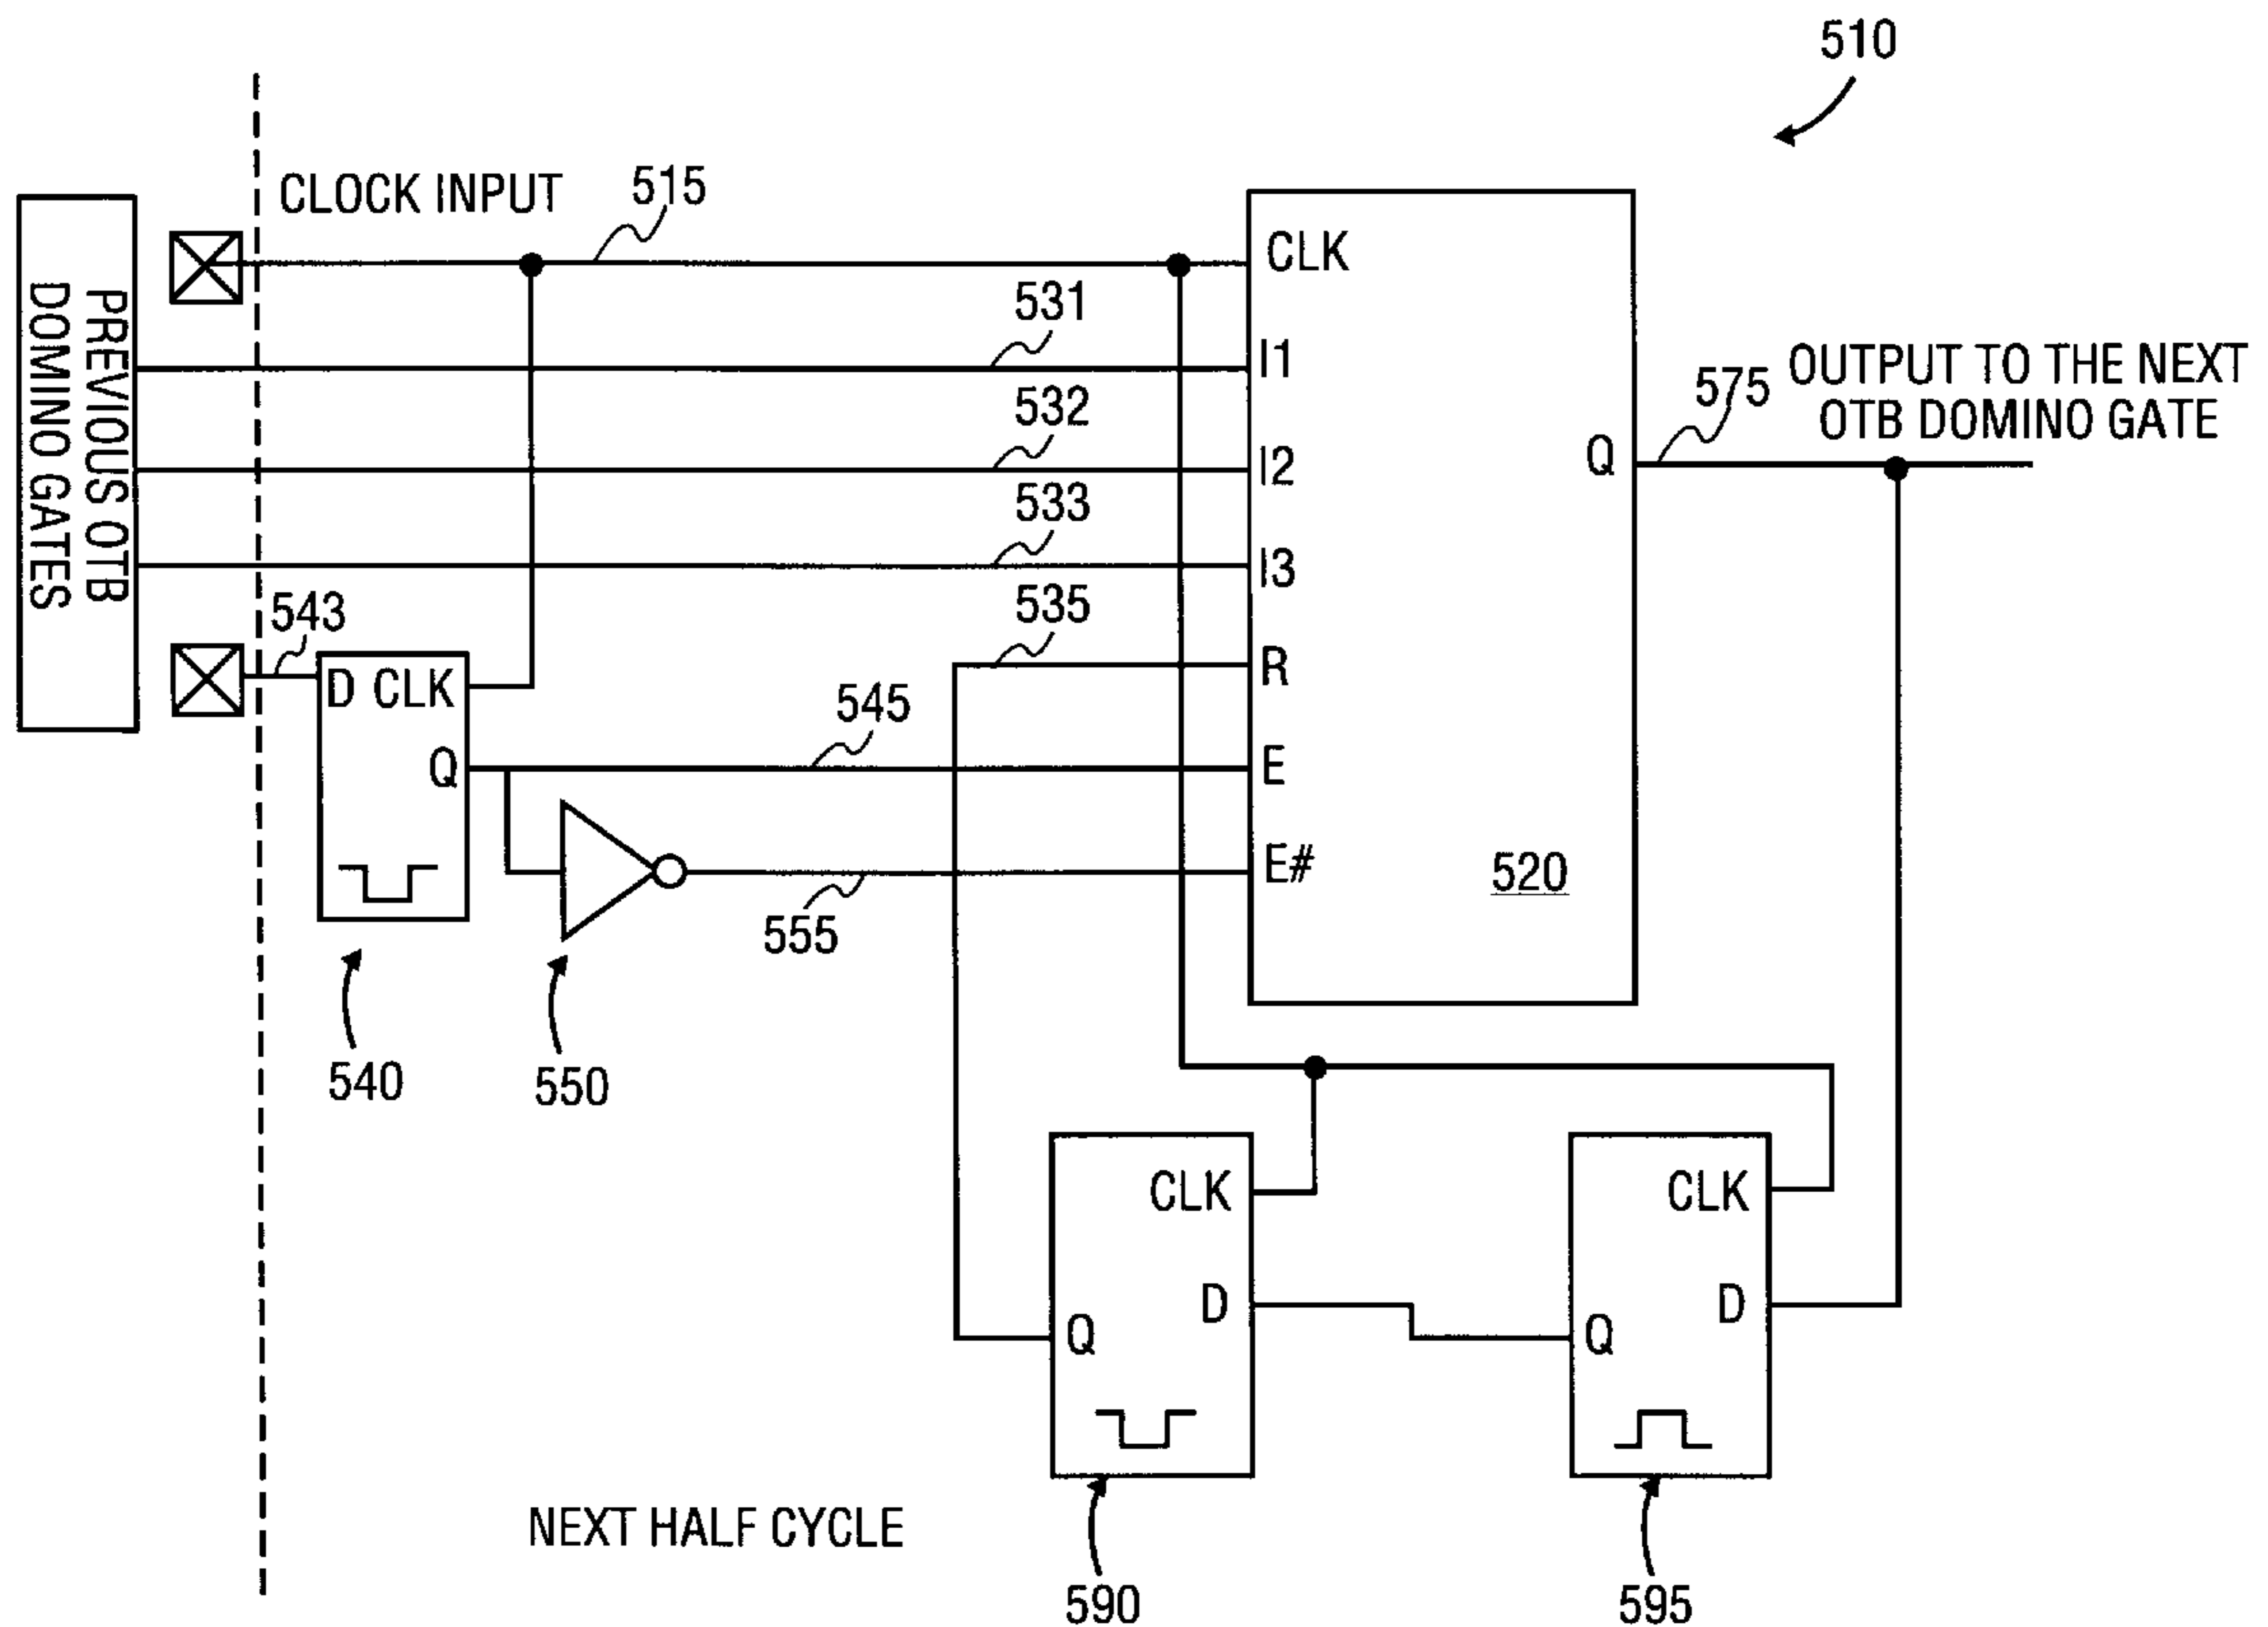 510
CLOCK INPUT
515
PREVIOUS OTB
DOMINO GATES
CLK
531
I1
532
I2
533
I3
535
R
543
D CLK
Q
545
E
555
E#
520
Q
575
OUTPUT TO THE NEXT
OTB DOMINO GATE
540
550
CLK
D
Q
CLK
D
Q
NEXT HALF CYCLE
590
595